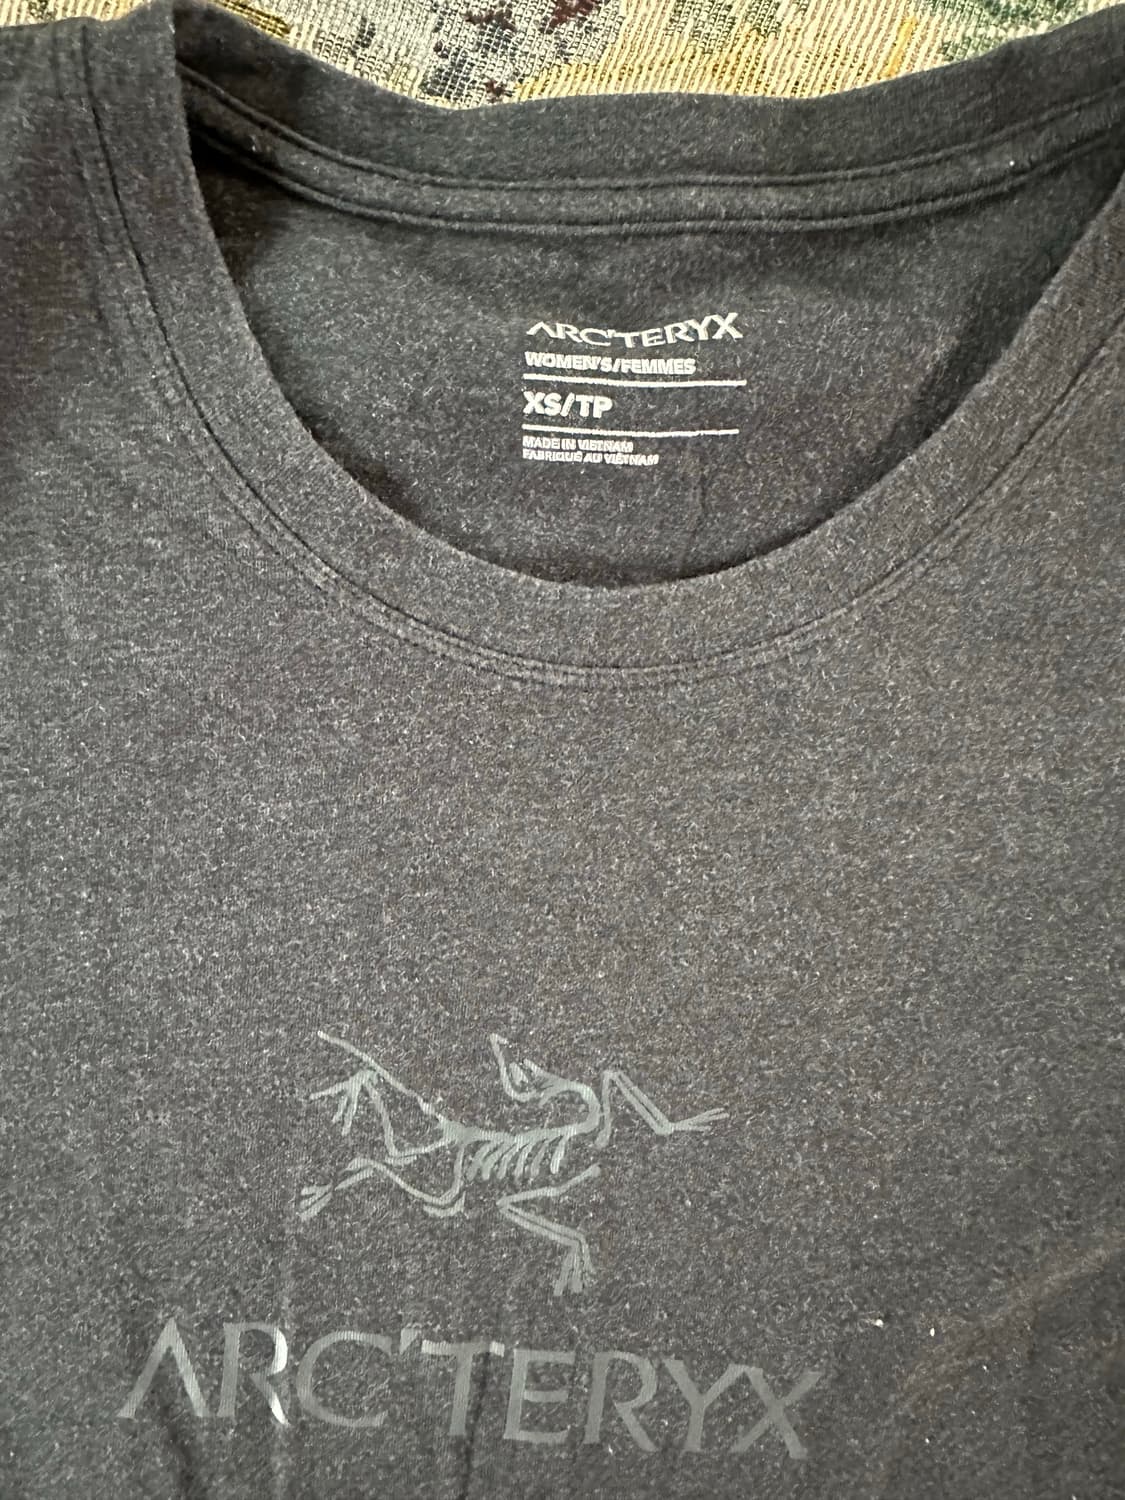 ARC'TERYX
WOMEN'S/FEMMES
XS/TP
MADE IN VIETNAM
FABRIQUÉ AU VIETNAM
ARC'TERYX